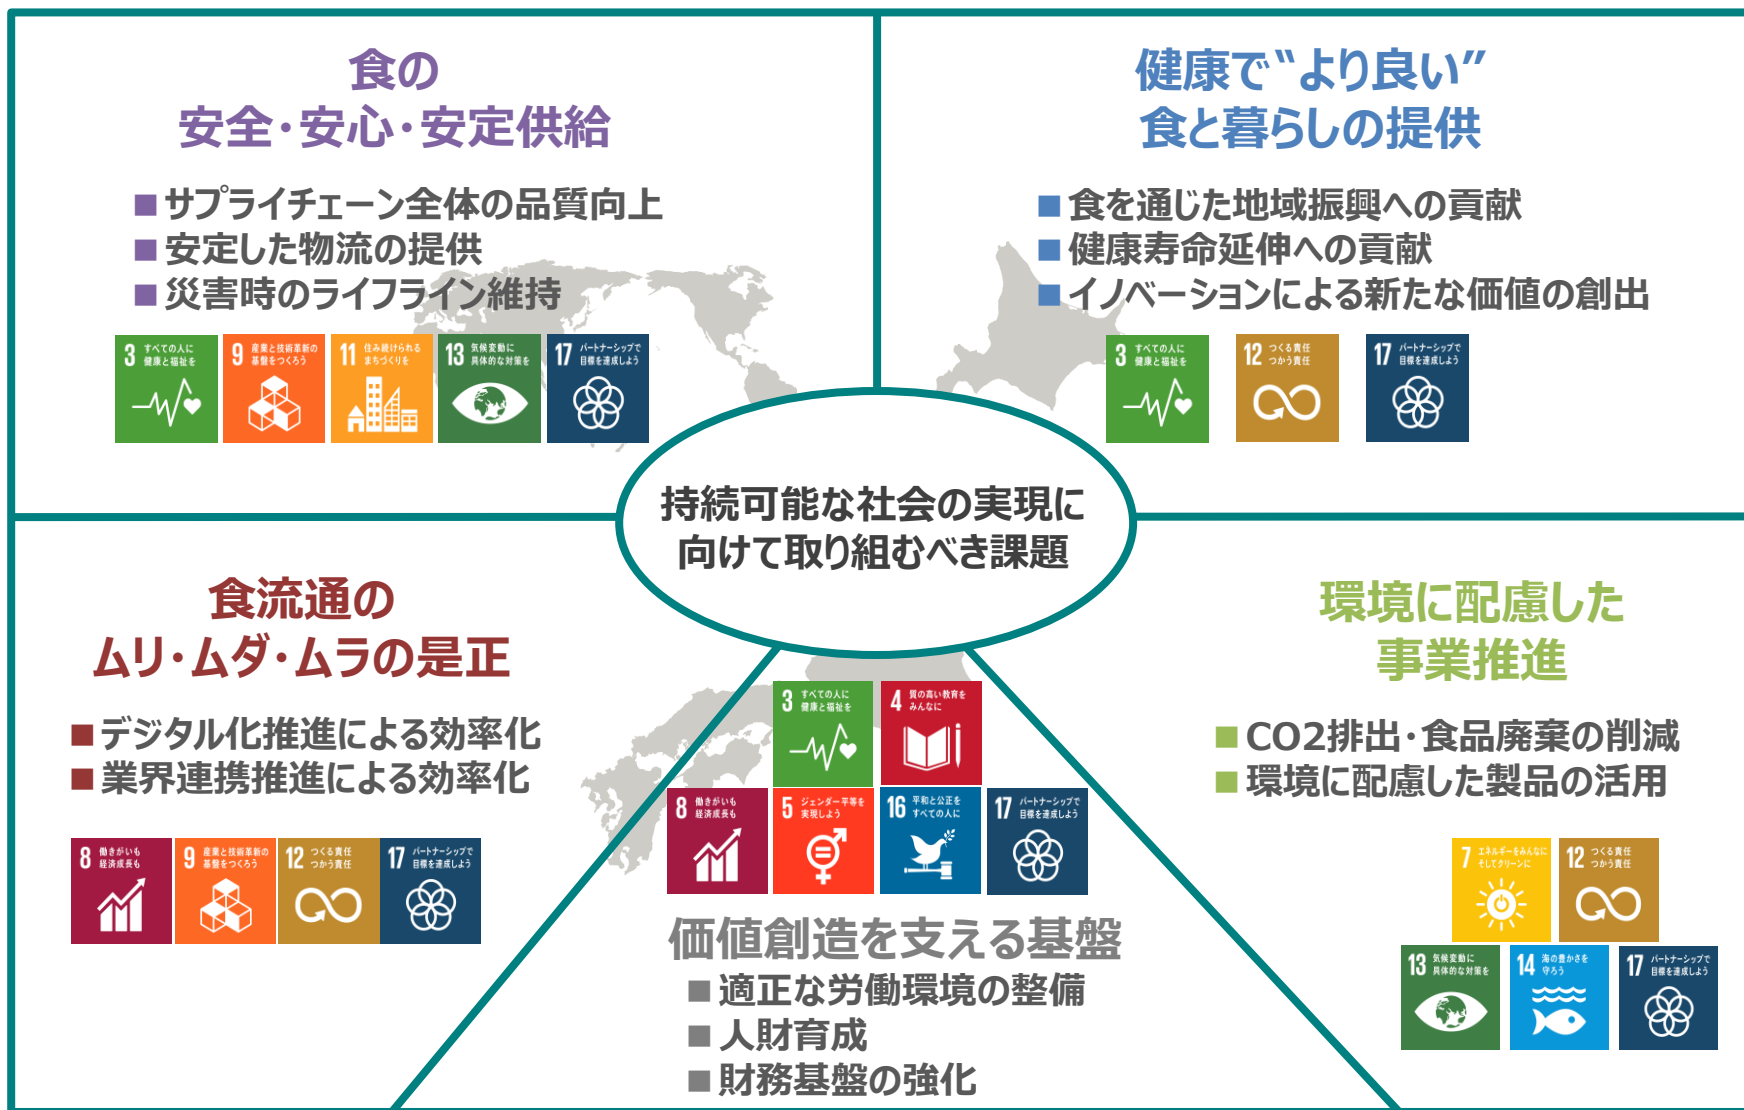 食の
安全・安心・安定供給
■サプライチェーン全体の品質向上
■安定した物流の提供
■災害時のライフライン維持
3 すべての人に
健康と福祉を
9 産業と技術革新の
基盤をつくろう
11 住み続けられる
まちづくりを
13 気候変動に
具体的な対策を
17 パートナーシップで
目標を達成しよう
健康で“より良い”
食と暮らしの提供
■食を通じた地域振興への貢献
■健康寿命延伸への貢献
■イノベーションによる新たな価値の創出
3 すべての人に
健康と福祉を
12 つくる責任
つかう責任
17 パートナーシップで
目標を達成しよう
持続可能な社会の実現に
向けて取り組むべき課題
食流通の
ムリ・ムダ・ムラの是正
■デジタル化推進による効率化
■業界連携推進による効率化
8 働きがいも
経済成長も
9 産業と技術革新の
基盤をつくろう
12 つくる責任
つかう責任
17 パートナーシップで
目標を達成しよう
3 すべての人に
健康と福祉を
4 質の高い教育を
みんなに
8 働きがいも
経済成長も
5 ジェンダー平等を
実現しよう
16 平和と公正を
すべての人に
17 パートナーシップで
目標を達成しよう
価値創造を支える基盤
■適正な労働環境の整備
■人財育成
■財務基盤の強化
環境に配慮した
事業推進
■CO2排出・食品廃棄の削減
■環境に配慮した製品の活用
7 エネルギーをみんなに
そしてクリーンに
12 つくる責任
つかう責任
13 気候変動に
具体的な対策を
14 海の豊かさを
守ろう
17 パートナーシップで
目標を達成しよう